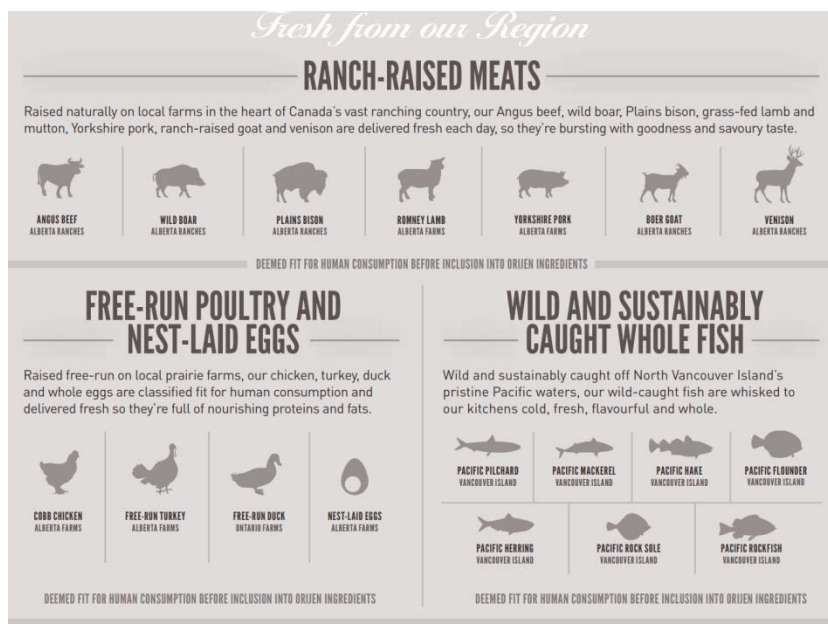 Fresh from our Region
RANCH-RAISED MEATS
Raised naturally on local farms in the heart of Canada's vast ranching country, our Angus beef, wild boar, Plains bison, grass-fed lamb and
mutton, Yorkshire pork, ranch-raised goat and venison are delivered fresh each day, so they're bursting with goodness and savoury taste.
ANGUS BEEF
ALBERTA RANCHES
WILD BOAR
ALBERTA RANCHES
PLAINS BISON
ALBERTA RANCHES
ROMNEY LAMB
ALBERTA FARMS
YORKSHIRE PORK
ALBERTA FARMS
BOER GOAT
ALBERTA RANCHES
VENISON
ALBERTA RANCHES
DEEMED FIT FOR HUMAN CONSUMPTION BEFORE INCLUSION INTO ORIJEN INGREDIENTS
FREE-RUN POULTRY AND
NEST-LAID EGGS
Raised free-run on local prairie farms, our chicken, turkey, duck
and whole eggs are classified fit for human consumption and
delivered fresh so they're full of nourishing proteins and fats.
COBB CHICKEN
ALBERTA FARMS
FREE-RUN TURKEY
ALBERTA FARMS
FREE-RUN DUCK
ONTARIO FARMS
NEST-LAID EGGS
ALBERTA FARMS
DEEMED FIT FOR HUMAN CONSUMPTION BEFORE INCLUSION INTO ORIJEN INGREDIENTS
WILD AND SUSTAINABLY
CAUGHT WHOLE FISH
Wild and sustainably caught off North Vancouver Island's
pristine Pacific waters, our wild-caught fish are whisked to
our kitchens cold, fresh, flavourful and whole.
PACIFIC PILCHARD
VANCOUVER ISLAND
PACIFIC MACKEREL
VANCOUVER ISLAND
PACIFIC HAKE
VANCOUVER ISLAND
PACIFIC FLOUNDER
VANCOUVER ISLAND
PACIFIC HERRING
VANCOUVER ISLAND
PACIFIC ROCK SOLE
VANCOUVER ISLAND
PACIFIC ROCKFISH
VANCOUVER ISLAND
DEEMED FIT FOR HUMAN CONSUMPTION BEFORE INCLUSION INTO ORIJEN INGREDIENTS